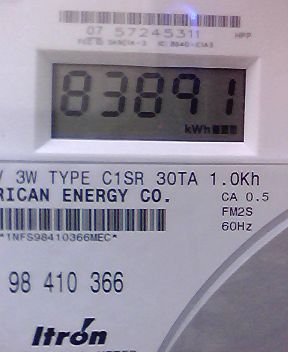 07 57245311
83891
kWh
3W TYPE C1SR 30TA 1.0Kh
RICAN ENERGY CO.
CA 0.5
FM2S
*1NFS98410366MEC*
60Hz
98 410 366
Itrón